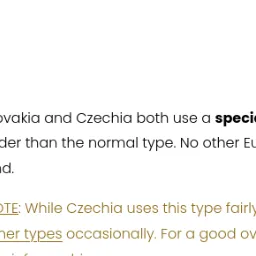 ovakia and Czechia both use a speci
der than the normal type. No other Eu
d.
OTE: While Czechia uses this type fairly
her types occasionally. For a good ov